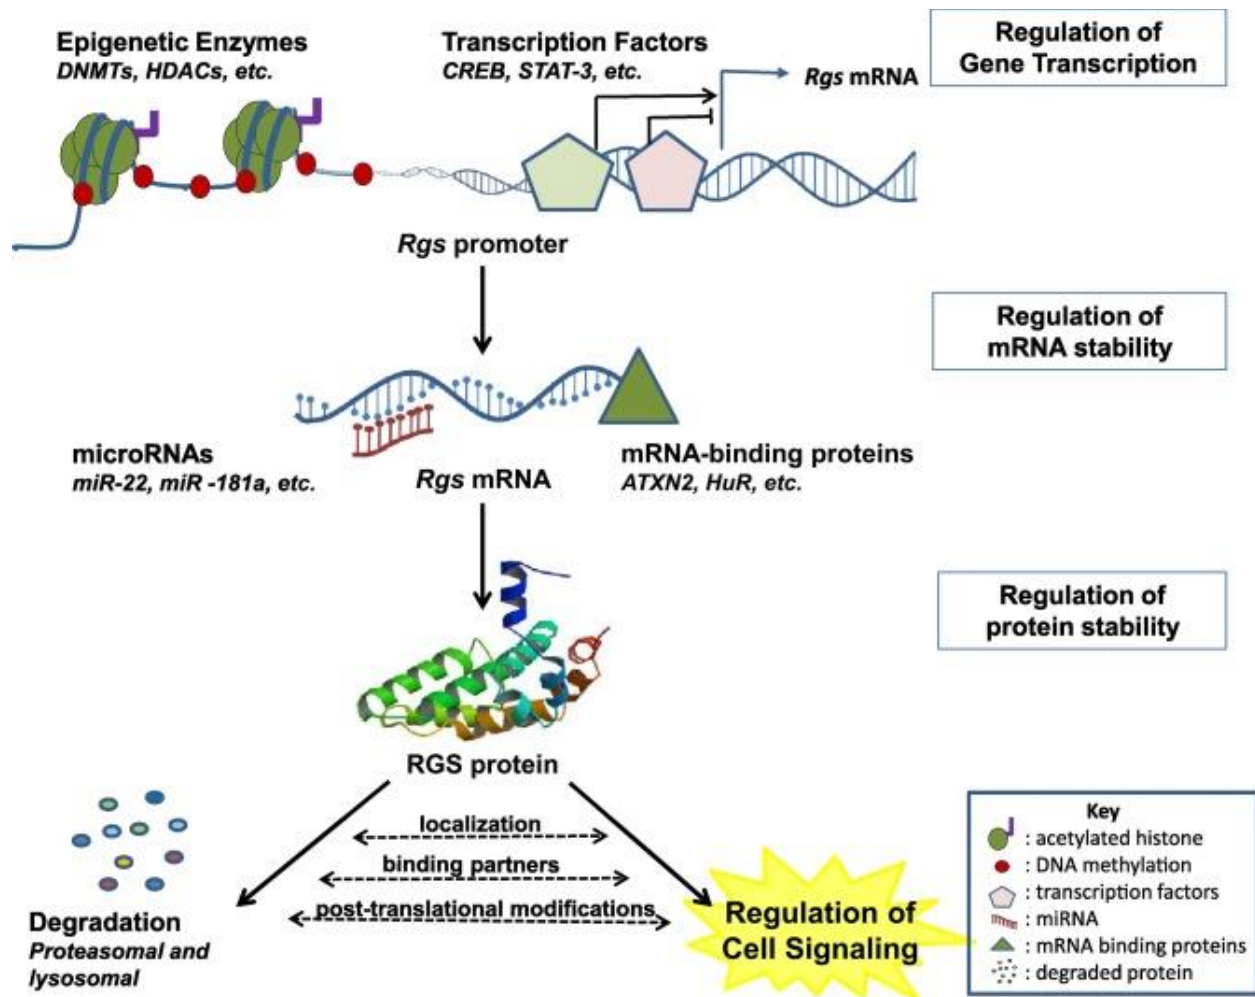 Epigenetic Enzymes
DNMTs, HDACs, etc.
Transcription Factors
CREB, STAT-3, etc.
Rgs mRNA
Regulation of
Gene Transcription
Rgs promoter
Regulation of
mRNA stability
microRNAs
miR-22, miR -181a, etc.
Rgs mRNA
mRNA-binding proteins
ATXN2, HuR, etc.
Regulation of
protein stability
RGS protein
localization
binding partners
post-translational modifications
Degradation
Proteasomal and
lysosomal
Regulation of
Cell Signaling
Key
: acetylated histone
: DNA methylation
: transcription factors
: miRNA
: mRNA binding proteins
: degraded protein